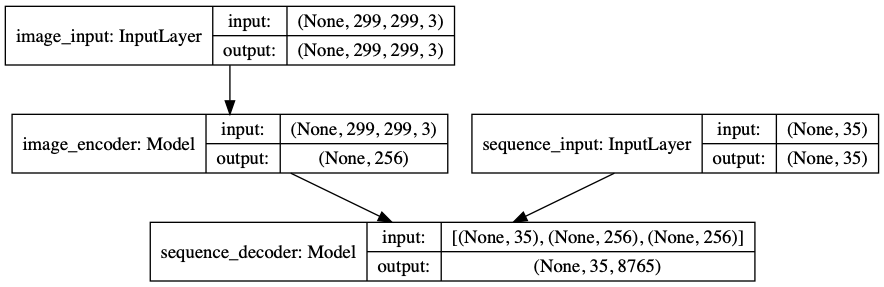 image_input: InputLayer
input:
(None, 299, 299, 3)
output:
(None, 299, 299, 3)
image_encoder: Model
input:
(None, 299, 299, 3)
output:
(None, 256)
sequence_input: InputLayer
input:
(None, 35)
output:
(None, 35)
sequence_decoder: Model
input:
[(None, 35), (None, 256), (None, 256)]
output:
(None, 35, 8765)